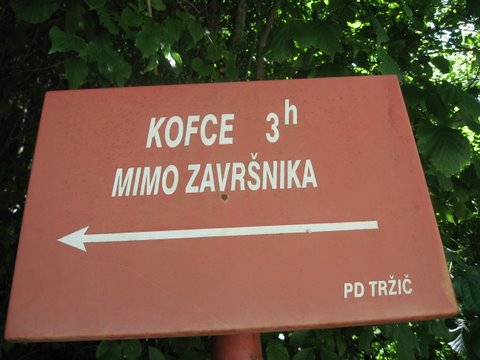 KOFCE 3h
MIMO ZAVRŠNIKA
PD TRŽIČ